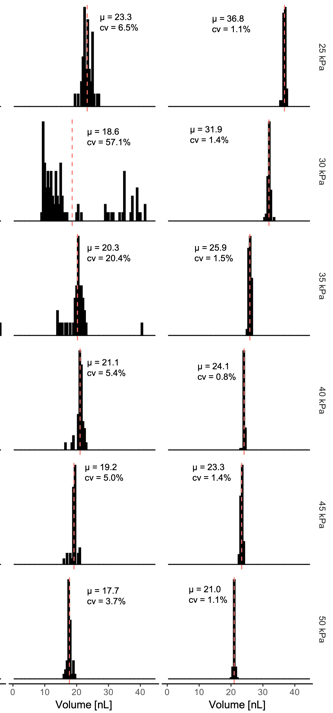 μ = 23.3
cv = 6.5%
μ = 36.8
cv = 1.1%
25 kPa
μ = 18.6
cv = 57.1%
μ = 31.9
cv = 1.4%
30 kPa
μ = 20.3
cv = 20.4%
μ = 25.9
cv = 1.5%
35 kPa
μ = 21.1
cv = 5.4%
μ = 24.1
cv = 0.8%
40 kPa
μ = 19.2
cv = 5.0%
μ = 23.3
cv = 1.4%
45 kPa
μ = 17.7
cv = 3.7%
μ = 21.0
cv = 1.1%
50 kPa
0 10 20 30 40 0 10 20 30 40
Volume [nL] Volume [nL]